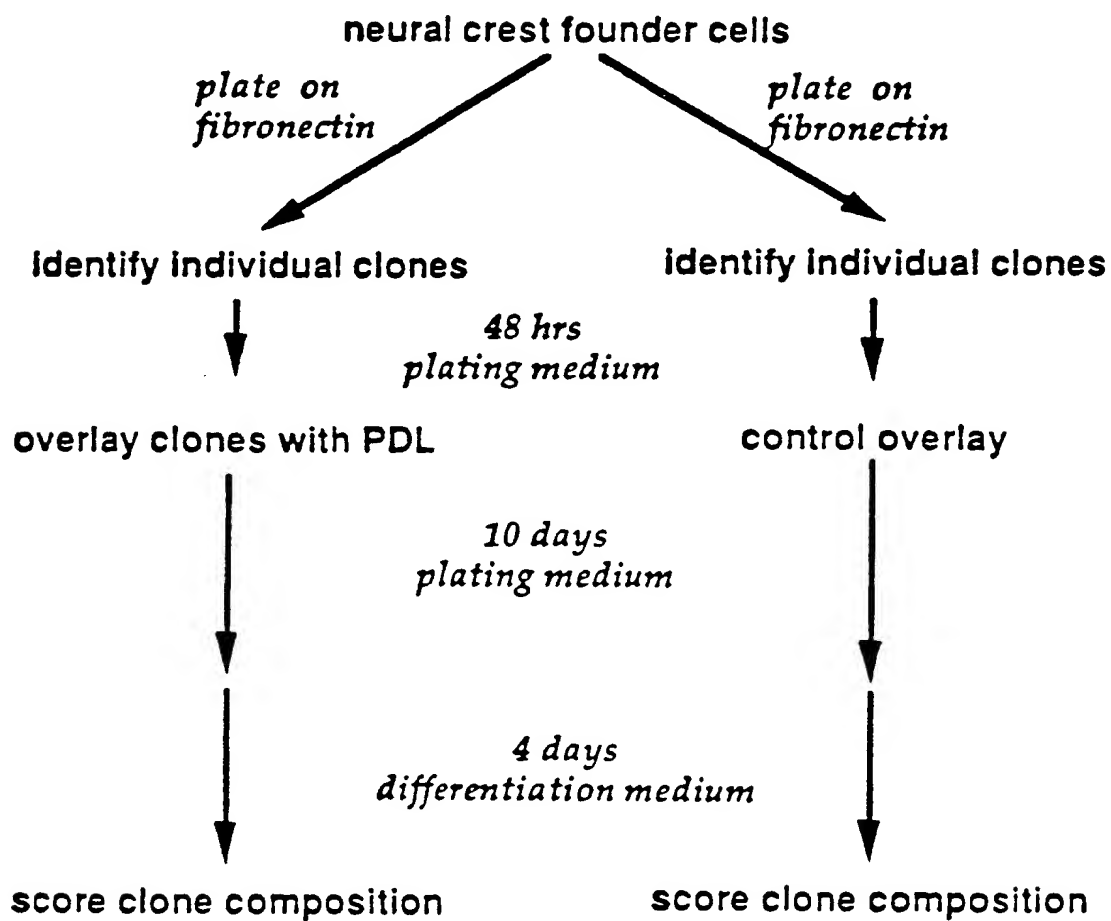 neural crest founder cells
plate on
fibronectin
plate on
fibronectin
identify individual clones
identify individual clones
48 hrs
plating medium
overlay clones with PDL
control overlay
10 days
plating medium
4 days
differentiation medium
score clone composition
score clone composition